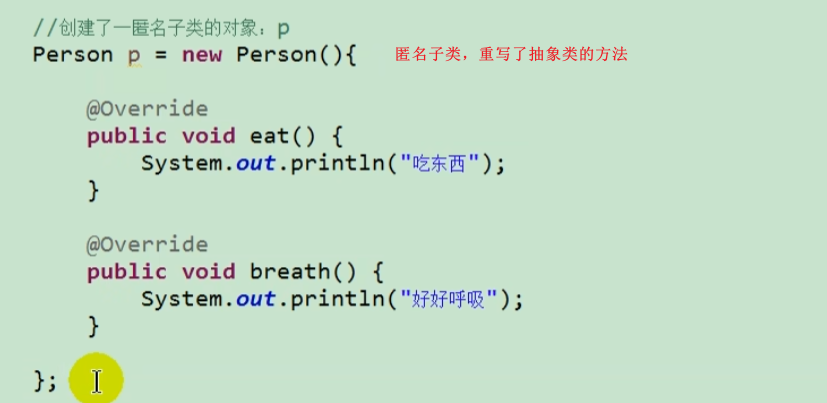 //创建了一匿名子类的对象：p
Person p = new Person(){ 匿名子类，重写了抽象类的方法
@Override
public void eat() {
System.out.println("吃东西");
}
@Override
public void breath() {
System.out.println("好好呼吸");
}
};